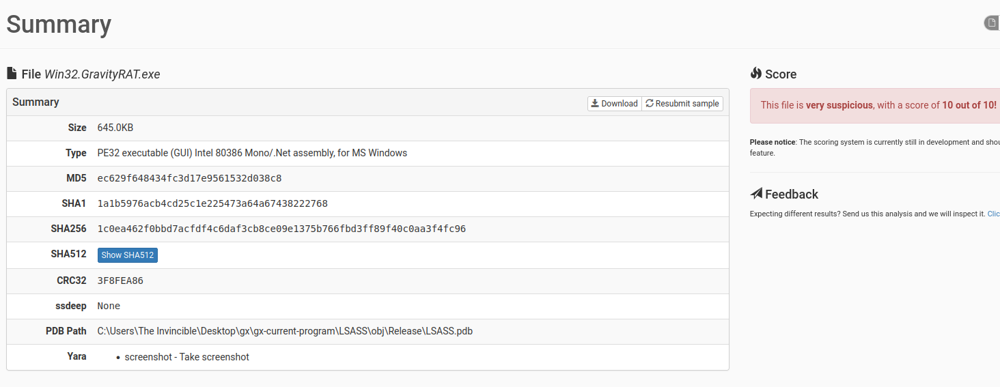 Summary
File Win32.GravityRAT.exe
Summary
Download
Resubmit sample
Size 645.0KB
Type PE32 executable (GUI) Intel 80386 Mono/.Net assembly, for MS Windows
MD5 ec629f648434fc3d17e9561532d038c8
SHA1 1a1b5976acb4cd25c1e225473a64a67438222768
SHA256 1c0ea462f0bbd7acfdf4c6daf3cb8ce09e1375b766fbd3ff89f40c0aa3f4fc96
SHA512 Show SHA512
CRC32 3F8FEA86
ssdeep None
PDB Path C:\Users\The Invincible\Desktop\gx\gx-current-program\LSASS\obj\Release\LSASS.pdb
Yara • screenshot - Take screenshot
Score
This file is very suspicious, with a score of 10 out of 10!
Please notice: The scoring system is currently still in development and shou
feature.
Feedback
Expecting different results? Send us this analysis and we will inspect it. Clic